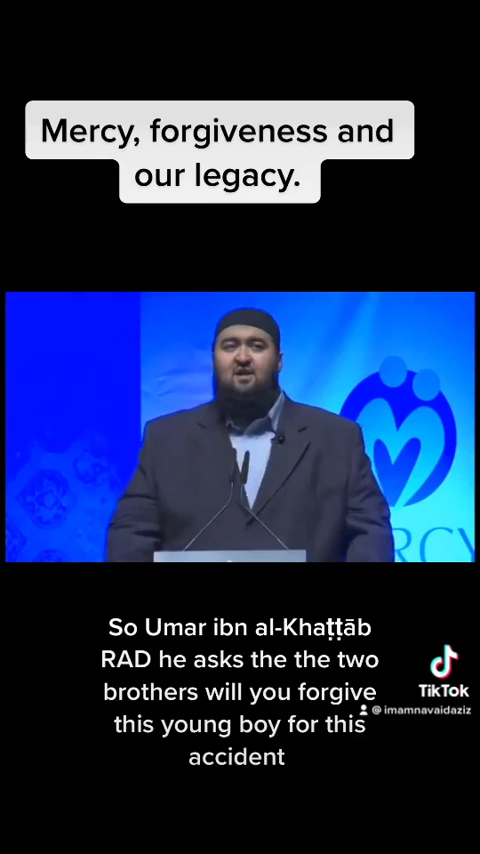 Mercy, forgiveness and
our legacy.
RCY
So Umar ibn al-Khaṭṭāb
RAD he asks the the two
brothers will you forgive
this young boy for this
accident
TikTok
@imamnavaidaziz